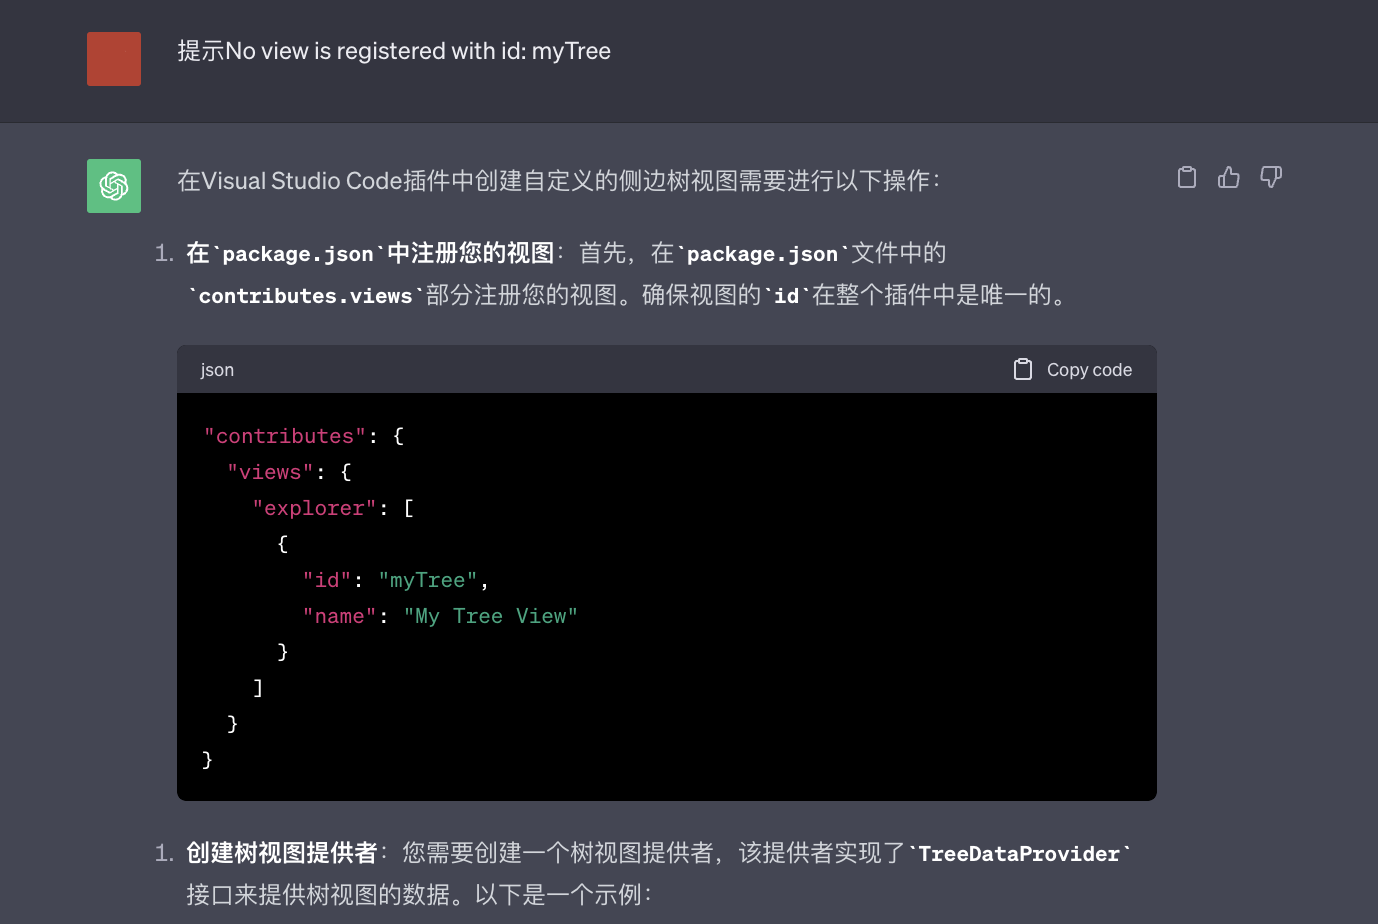 提示No view is registered with id: myTree
在Visual Studio Code插件中创建自定义的侧边树视图需要进行以下操作：
1. 在`package.json`中注册您的视图：首先，在`package.json`文件中的
`contributes.views`部分注册您的视图。确保视图的`id`在整个插件中是唯一的。
json
Copy code
"contributes": {
"views": {
"explorer": [
{
"id": "myTree",
"name": "My Tree View"
}
]
}
}
1. 创建树视图提供者：您需要创建一个树视图提供者，该提供者实现了`TreeDataProvider`
接口来提供树视图的数据。以下是一个示例：